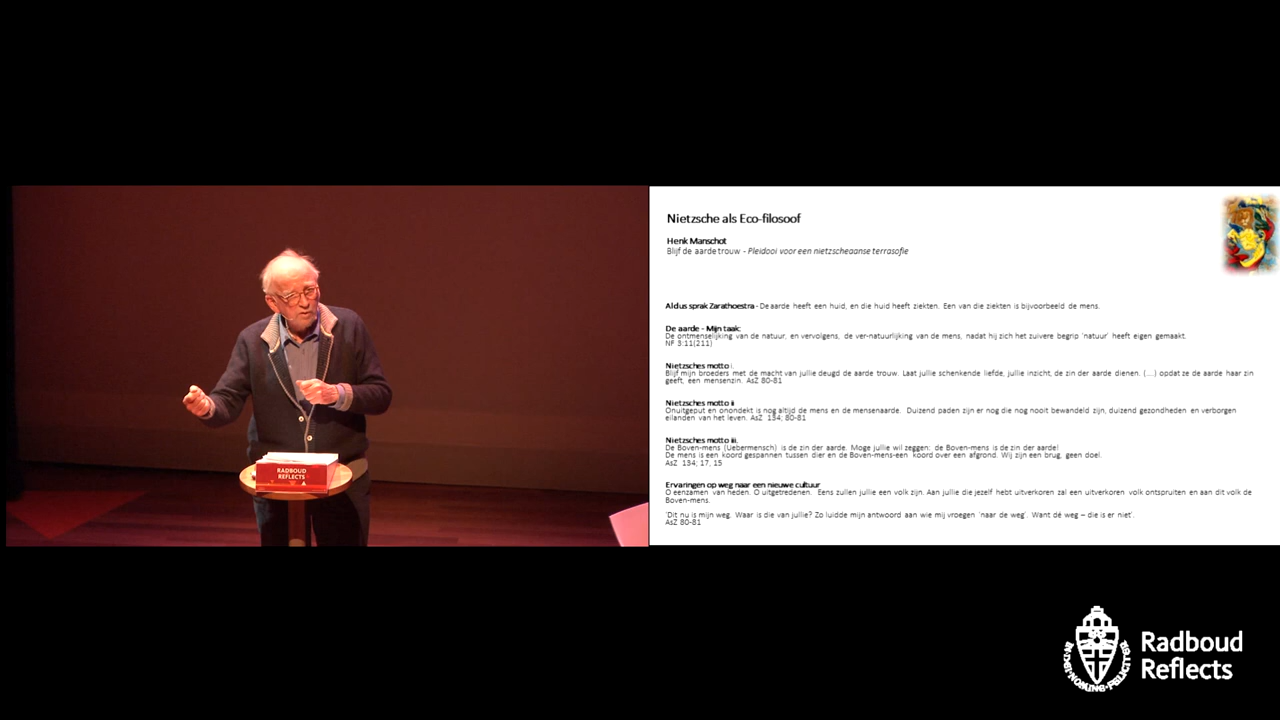 RADBOUD
REFLECTS
Nietzsche als Eco-filosoof
Henk Manschot
Blijf de aarde trouw - Pleidooi voor een nietzscheaanse terrasofie
Aldus sprak Zarathoestra - De aarde heeft een huid, en die huid heeft ziekten. Een van die ziekten is bijvoorbeeld de mens.
De aarde - Mijn taak:
De ontmenselijking van de natuur, en vervolgens, de ver-natuurlijking van de mens, nadat hij zich het zuivere begrip 'natuur' heeft eigen gemaakt.
NF 3:11(211)
Nietzsches motto i.
Blijf mijn broeders met de macht van jullie deugd de aarde trouw. Laat jullie schenkende liefde, jullie inzicht, de zin der aarde dienen. (....) opdat ze de aarde haar zin
geeft, een mensenzin. AsZ 80-81
Nietzsches motto ii
Onuitgeput en onondekt is nog altijd de mens en de mensenaarde. Duizend paden zijn er nog die nog nooit bewandeld zijn, duizend gezondheden en verborgen
eilanden van het leven. AsZ 134; 80-81
Nietzsches motto iii.
De Boven-mens (Uebermensch) is de zin der aarde. Moge jullie wil zeggen: de Boven-mens is de zin der aarde!
De mens is een koord gespannen tussen dier en de Boven-mens-een koord over een afgrond. Wij zijn een brug, geen doel.
AsZ 134; 17, 15
Ervaringen op weg naar een nieuwe cultuur
O eenzamen van heden. O uitgetredenen. Eens zullen jullie een volk zijn. Aan jullie die jezelf hebt uitverkoren zal een uitverkoren volk ontspruiten en aan dit volk de
Boven-mens.
'Dit nu is mijn weg. Waar is die van jullie? Zo luidde mijn antwoord aan wie mij vroegen 'naar de weg'. Want dé weg – die is er niet'.
AsZ 80-81
IN DEI NOMINE FELICITER
Radboud
Reflects